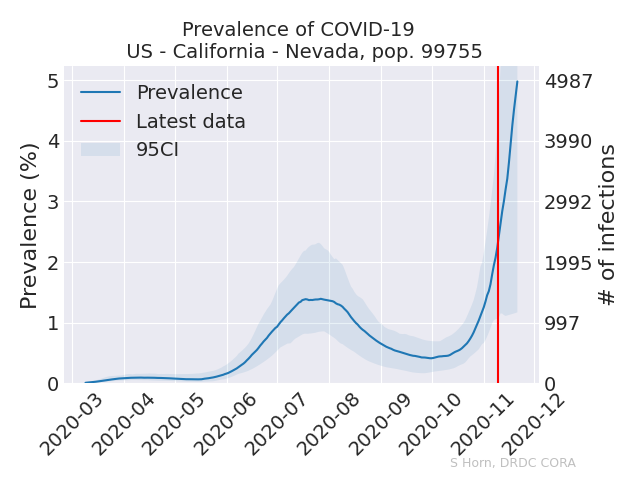 Prevalence of COVID-19
US - California - Nevada, pop. 99755
Prevalence
Latest data
95CI
Prevalence (%)
5
4
3
2
1
0
4987
3990
2992
1995
997
0
# of infections
2020-03
2020-04
2020-05
2020-06
2020-07
2020-08
2020-09
2020-10
2020-11
2020-12
S Horn, DRDC CORA